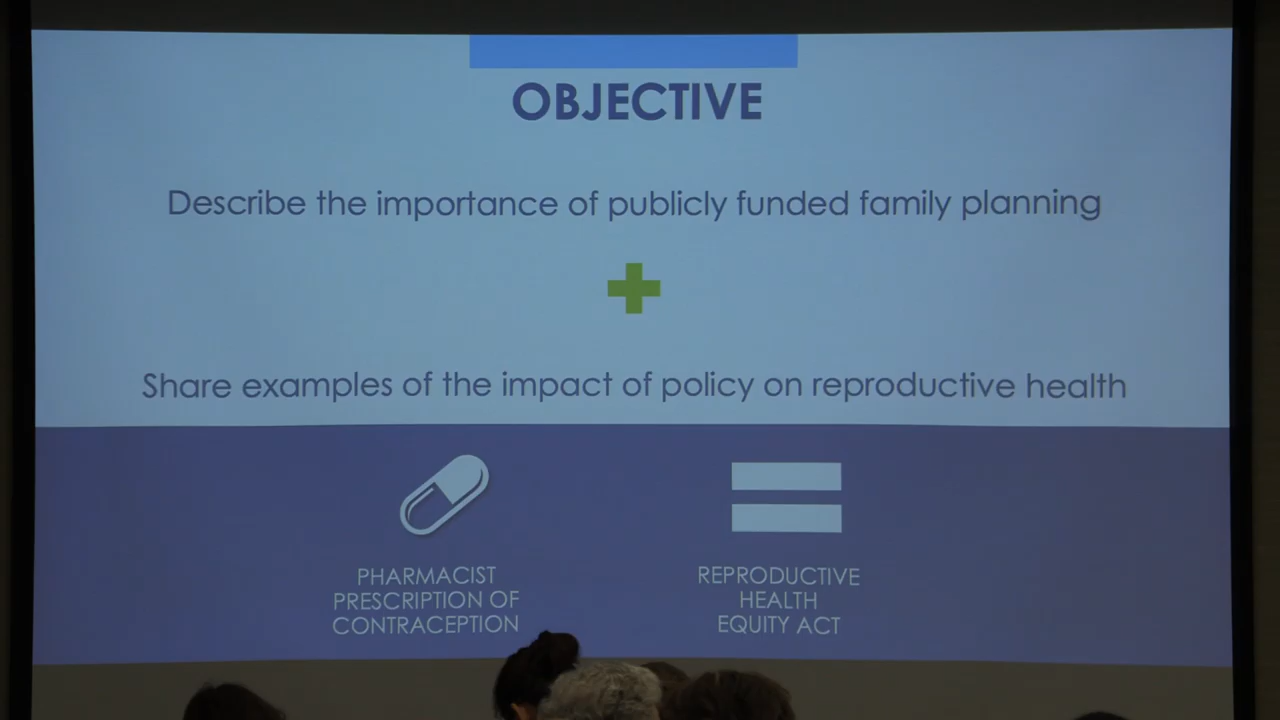 OBJECTIVE
Describe the importance of publicly funded family planning
Share examples of the impact of policy on reproductive health
PHARMACIST
PRESCRIPTION OF
CONTRACEPTION
REPRODUCTIVE
HEALTH
EQUITY ACT